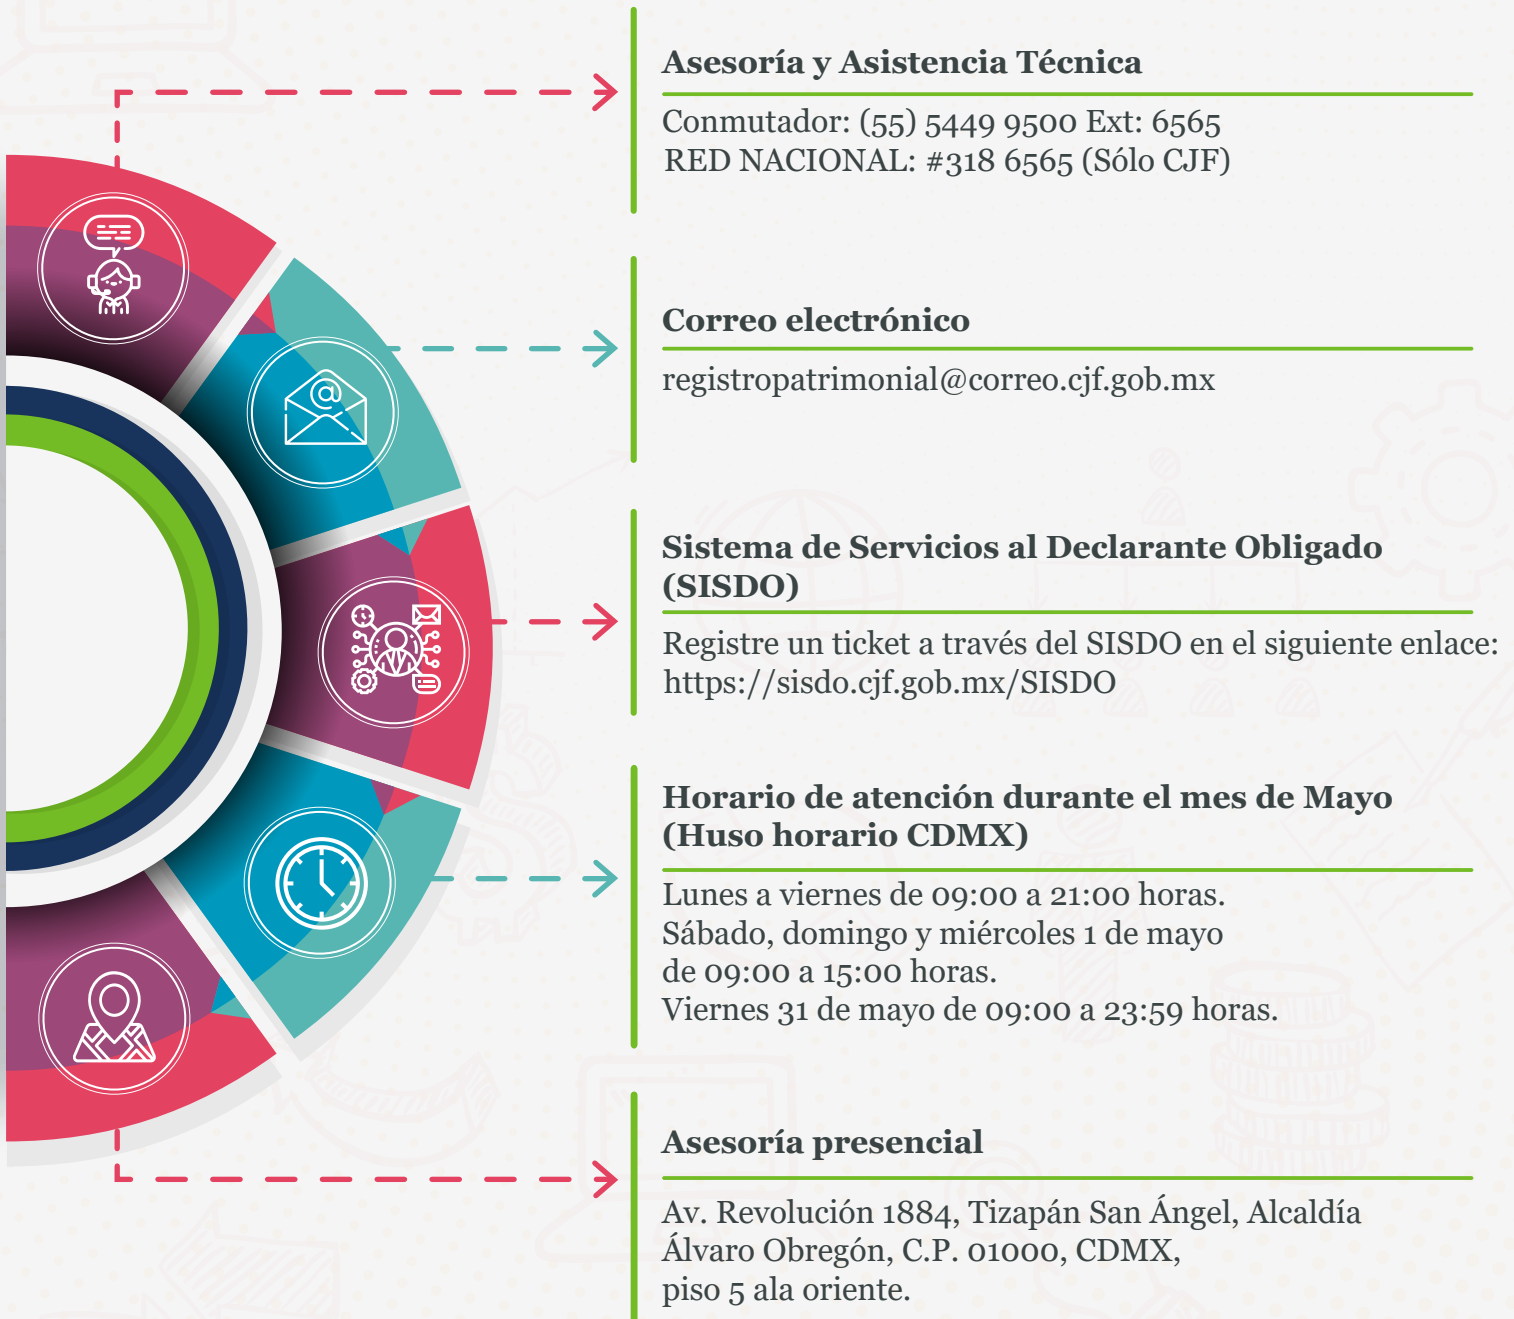 Asesoría y Asistencia Técnica
Conmutador: (55) 5449 9500 Ext: 6565
RED NACIONAL: #318 6565 (Sólo CJF)
Correo electrónico
registropatrimonial@correo.cjf.gob.mx
Sistema de Servicios al Declarante Obligado
(SISDO)
Registre un ticket a través del SISDO en el siguiente enlace:
https://sisdo.cjf.gob.mx/SISDO
Horario de atención durante el mes de Mayo
(Huso horario CDMX)
Lunes a viernes de 09:00 a 21:00 horas.
Sábado, domingo y miércoles 1 de mayo
de 09:00 a 15:00 horas.
Viernes 31 de mayo de 09:00 a 23:59 horas.
Asesoría presencial
Av. Revolución 1884, Tizapán San Ángel, Alcaldía
Álvaro Obregón, C.P. 01000, CDMX,
piso 5 ala oriente.